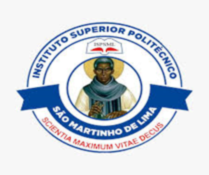 INSTITUTO SUPERIOR POLITÉCNICO
SÃO MARTINHO DE LIMA
SCIENTIA MAXIMUM VITAE DECUS